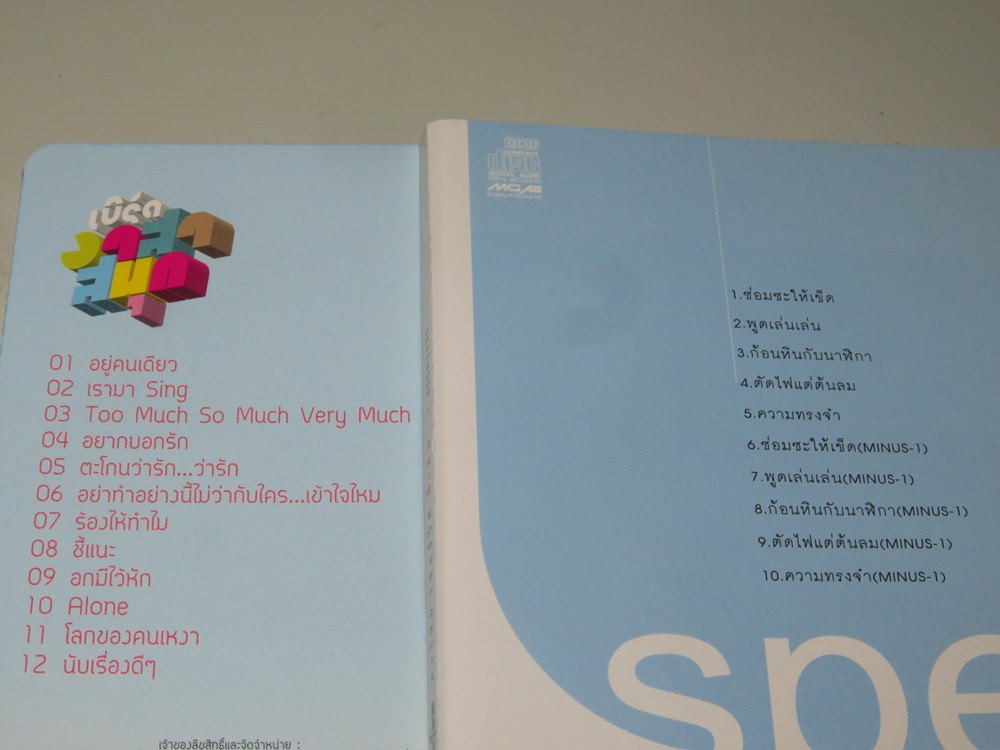 เบิร์ด
อาสา
สนุก
01 อยู่คนเดียว
02 เรามา Sing
03 Too Much So Much Very Much
04 อยากบอกรัก
05 ตะโกนว่ารัก...ว่ารัก
06 อย่าทำอย่างนี้ไม่ว่ากับใคร...เข้าใจไหม
07 ร้องไห้ทำไม
08 ชี้แนะ
09 อกมีไว้หัก
10 Alone
11 โลกของคนเหงา
12 นับเรื่องดีๆ
เจ้าของลิขสิทธิ์และจัดจำหน่าย :
DDD
COMPACT
disc
DIGITAL AUDIO
MGA
1.ซ่อมซะให้เข็ด
2.พูดเล่นเล่น
3.ก้อนหินกับนาฬิกา
4.ตัดไฟแต่ต้นลม
5.ความทรงจำ
6.ซ่อมซะให้เข็ด(MINUS-1)
7.พูดเล่นเล่น(MINUS-1)
8.ก้อนหินกับนาฬิกา(MINUS-1)
9.ตัดไฟแต่ต้นลม(MINUS-1)
10.ความทรงจำ(MINUS-1)
spe